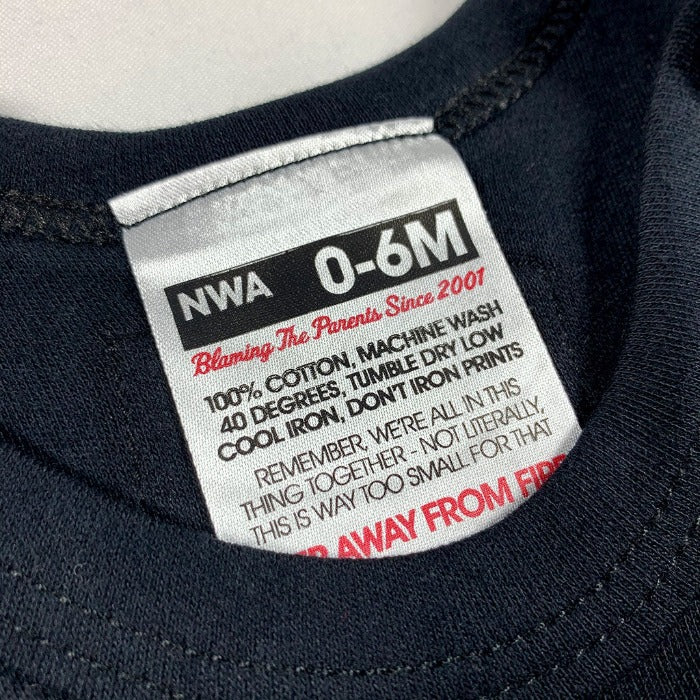 NWA 0-6M
Blaming The Parents Since 2001
100% COTTON, MACHINE WASH
40 DEGREES, TUMBLE DRY LOW
COOL IRON, DON'T IRON PRINTS
REMEMBER, WE'RE ALL IN THIS
THING TOGETHER - NOT LITERALLY,
THIS IS WAY TOO SMALL FOR THAT
AWAY FROM